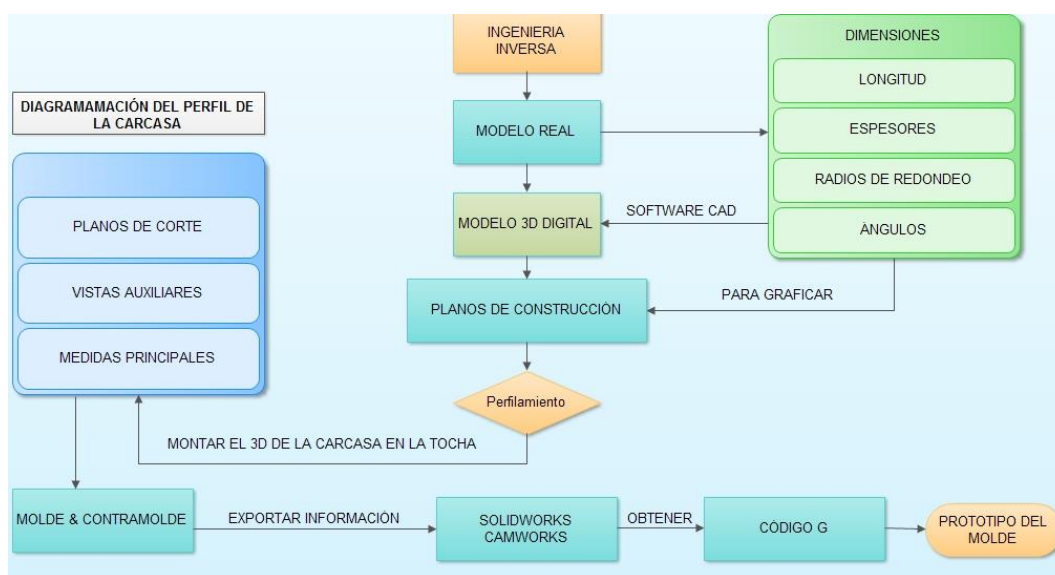 INGENIERIA
INVERSA
DIMENSIONES
LONGITUD
ESPESORES
RADIOS DE REDONDEO
ÀNGULOS
DIAGRAMAMACIÓN DEL PERFIL DE
LA CARCASA
MODELO REAL
SOFTWARE CAD
MODELO 3D DIGITAL
PLANOS DE CORTE
VISTAS AUXILIARES
MEDIDAS PRINCIPALES
PARA GRAFICAR
PLANOS DE CONSTRUCCIÓN
Perfilamiento
MONTAR EL 3D DE LA CARCASA EN LA TOCHA
MOLDE & CONTRAMOLDE
EXPORTAR INFORMACIÓN
SOLIDWORKS
CAMWORKS
OBTENER
CÓDIGO G
PROTOTIPO DEL
MOLDE